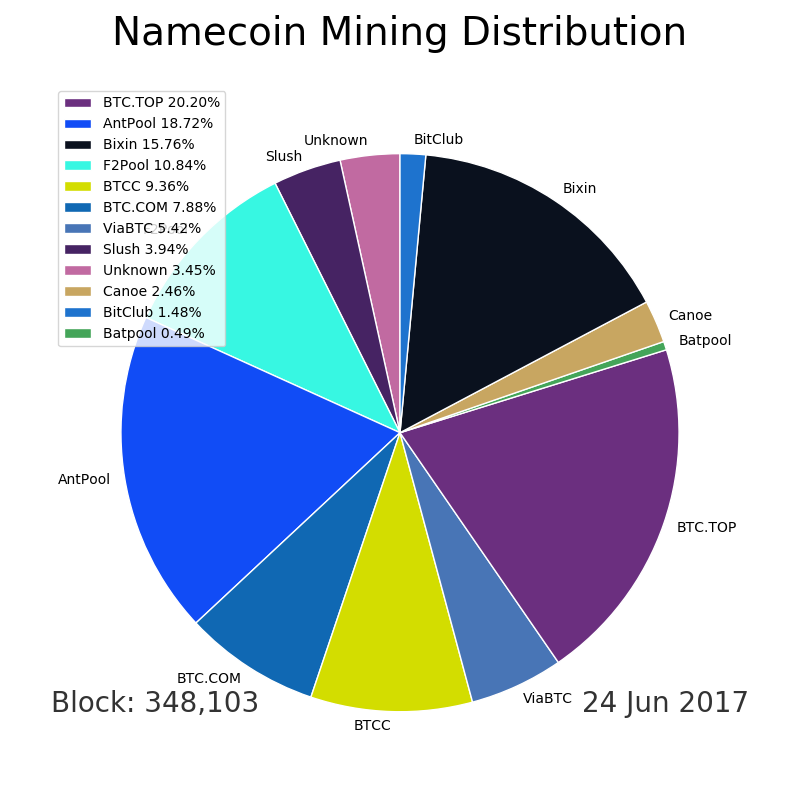 Namecoin Mining Distribution
BTC.TOP 20.20%
AntPool 18.72%
Bixin 15.76%
F2Pool 10.84%
BTCC 9.36%
BTC.COM 7.88%
ViaBTC 5.42%
Slush 3.94%
Unknown 3.45%
Canoe 2.46%
BitClub 1.48%
Batpool 0.49%
Unknown
BitClub
Slush
Bixin
Canoe
Batpool
AntPool
BTC.TOP
BTC.COM
ViaBTC
BTCC
Block: 348,103
24 Jun 2017